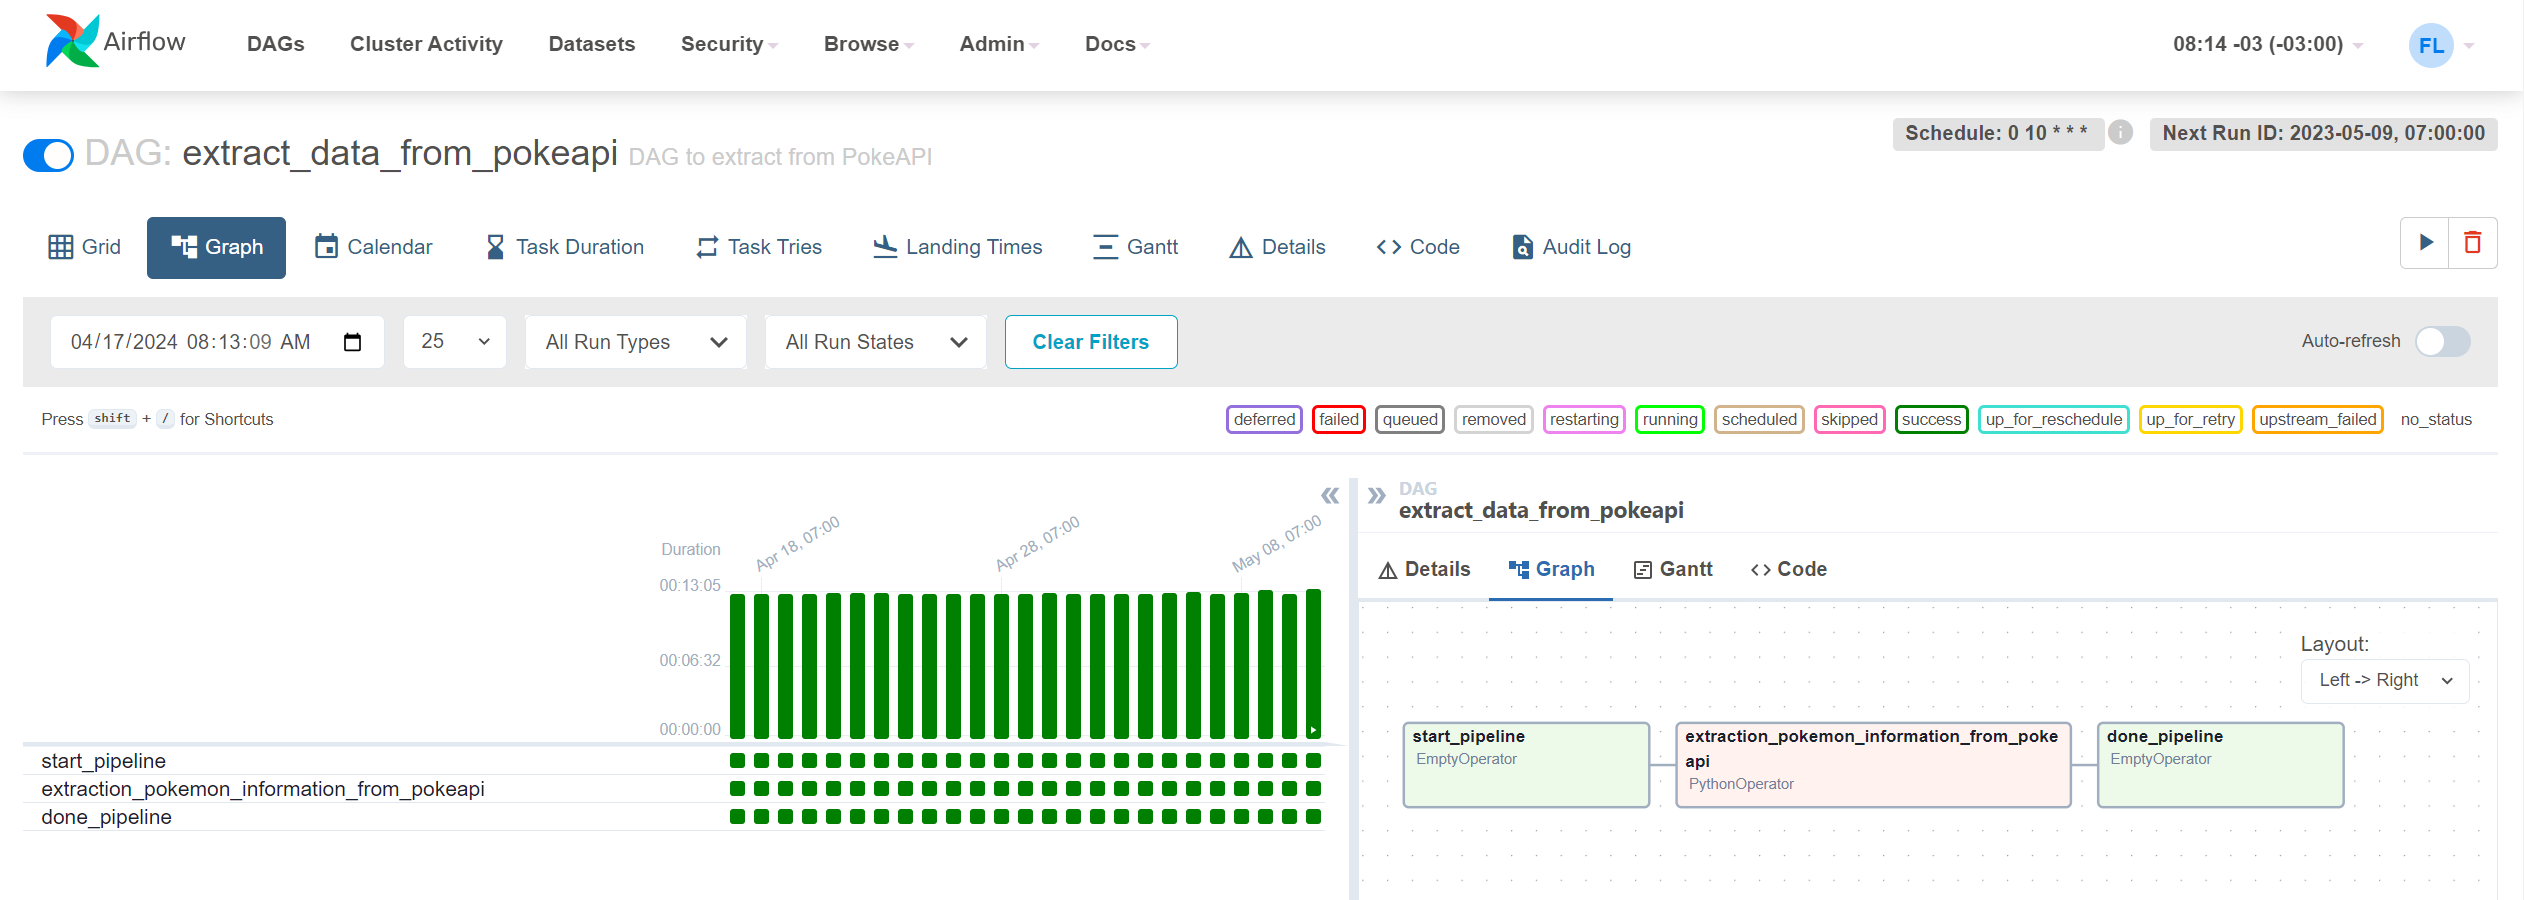 Airflow DAGs Cluster Activity Datasets Security Browse Admin Docs 08:14 -03 (-03:00) FL
DAG: extract_data_from_pokeapi DAG to extract from PokeAPI
Schedule: 0 10 * * * i Next Run ID: 2023-05-09, 07:00:00
Grid Graph Calendar Task Duration Task Tries Landing Times Gantt Details Code Audit Log
04/17/2024 08:13:09 AM 25 All Run Types All Run States Clear Filters Auto-refresh
Press shift + / for Shortcuts
deferred failed queued removed restarting running scheduled skipped success up_for_reschedule up_for_retry upstream_failed no_status
Duration
Apr 18, 07:00 Apr 28, 07:00 May 08, 07:00
00:13:05
00:06:32
00:00:00
start_pipeline
extraction_pokemon_information_from_pokeapi
done_pipeline
DAG
extract_data_from_pokeapi
Details Graph Gantt Code
Layout:
Left -> Right
start_pipeline
EmptyOperator
extraction_pokemon_information_from_poke
api
PythonOperator
done_pipeline
EmptyOperator